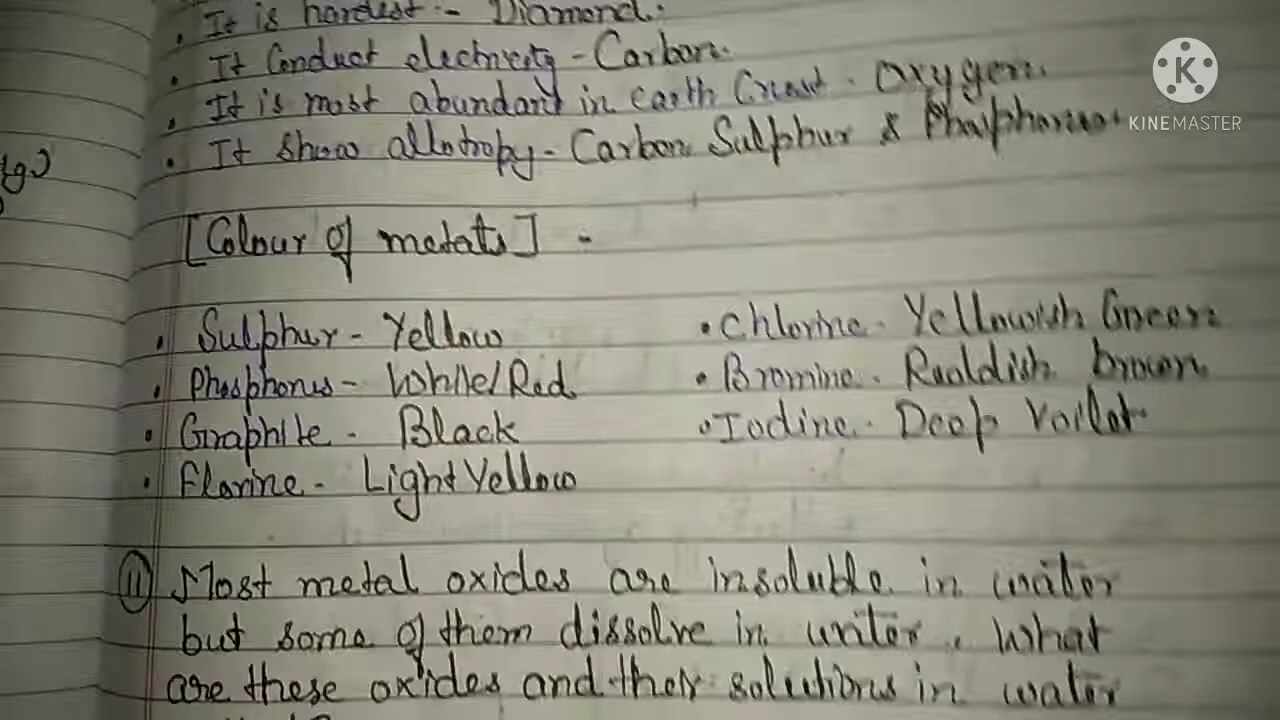 . It is hardest - Diamond.
. It Conduct electricity - Carbon.
. It is most abundant in earth Crust - Oxygen.
. It show allotropy - Carbon, Sulphur & Phosphorus.
tg)
KINEMASTER
[Colour of metals] -
. Sulphur - Yellow
. Phosphorus - White/Red
. Graphite - Black
. Florine - Light Yellow
. Chlorine - Yellowish Green
. Bromine - Raddish brown
. Iodine - Deep Voilet
11 Most metal oxides are insoluble in water
but some of them dissolve in water. What
are these oxides and their solutions in water